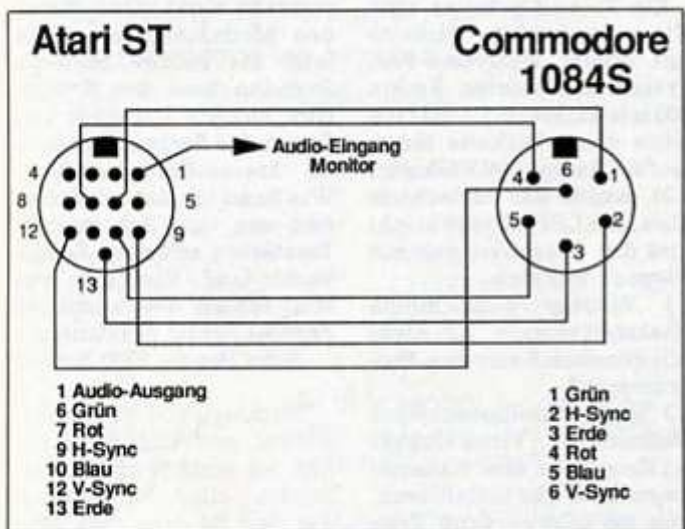 Atari ST
Commodore
1084S
Audio-Eingang
Monitor
4
1
8
5
12
9
13
4
6
1
5
2
3
1 Audio-Ausgang
6 Grün
7 Rot
9 H-Sync
10 Blau
12 V-Sync
13 Erde
1 Grün
2 H-Sync
3 Erde
4 Rot
5 Blau
6 V-Sync